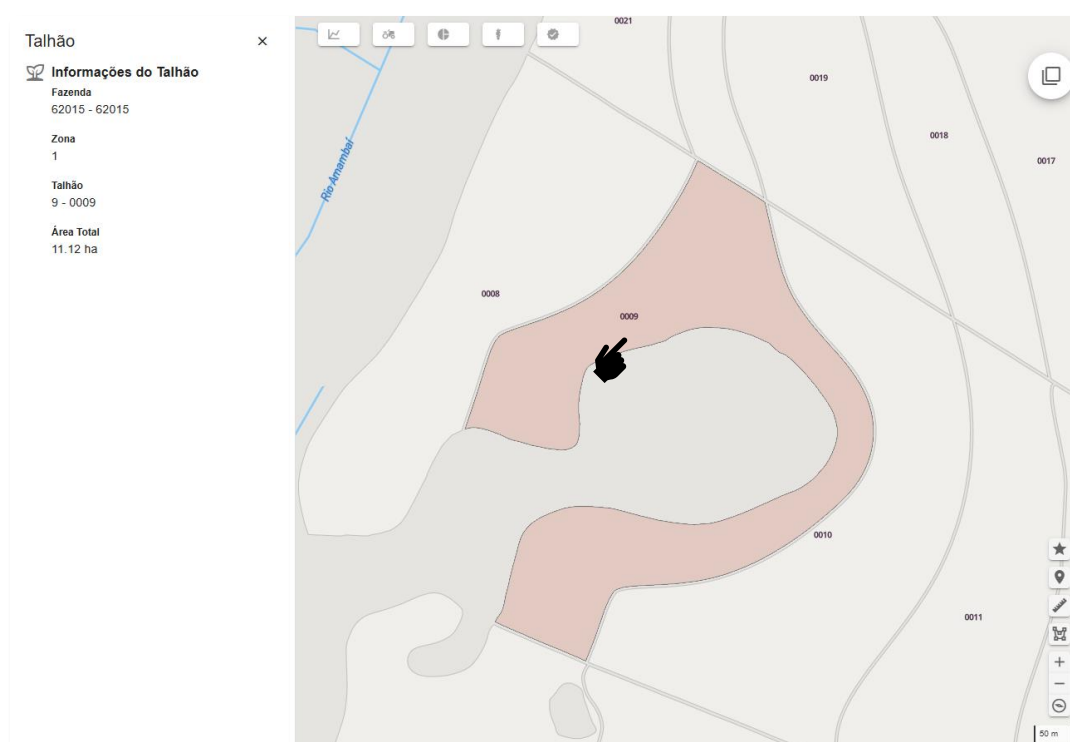 Talhão
Informações do Talhão
Fazenda
62015 - 62015
Zona
1
Talhão
9 - 0009
Área Total
11.12 ha
0021
0019
0018
0017
Rio Amambaí
0008
0009
0010
0011
50 m